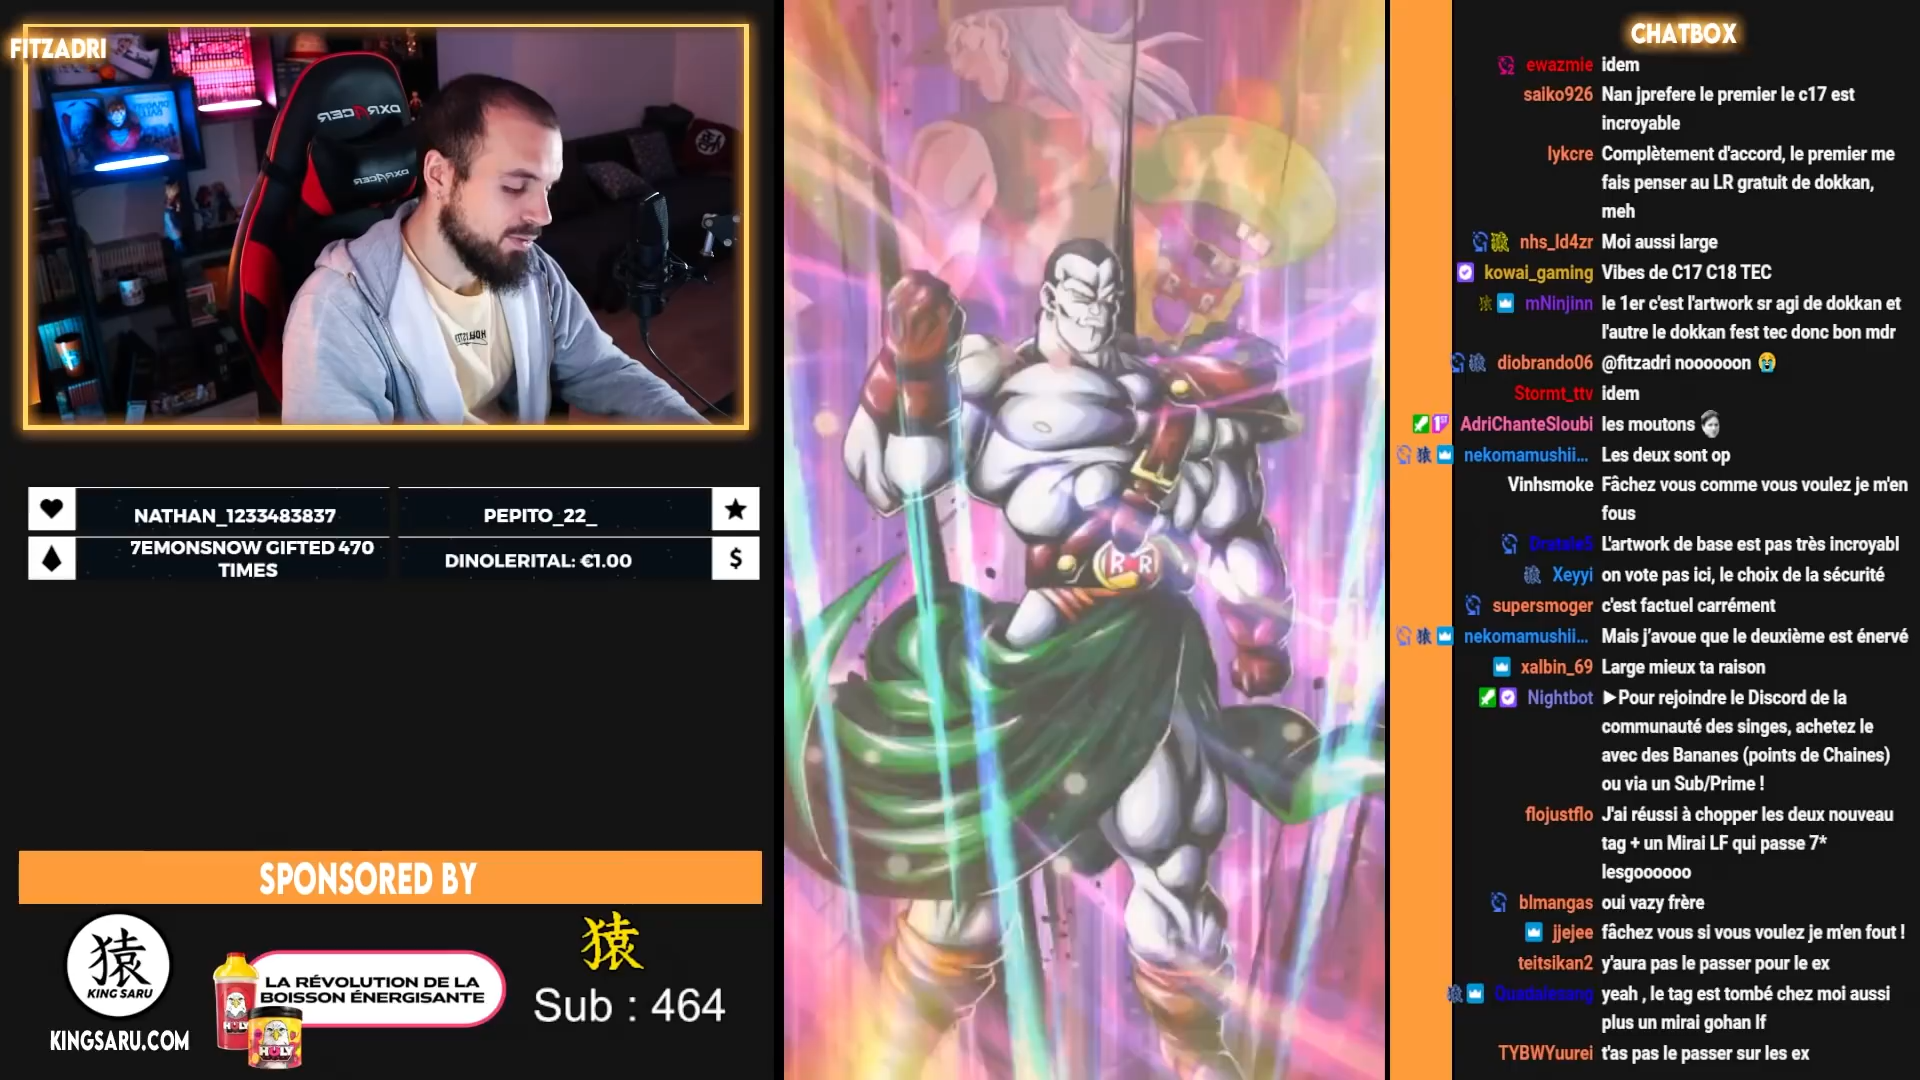 FITZADRI
DXRACER
DXRACER
NATHAN_1233483837
PEPITO_22_
7EMONSNOW GIFTED 470
TIMES
DINOLERITAL: €1.00
$
SPONSORED BY
猿
KING SARU
KINGSARU.COM
LA RÉVOLUTION DE LA
BOISSON ÉNERGISANTE
HOLY
HOLY
猿
Sub : 464
R R
CHATBOX
ewazmie idem
saiko926 Nan jprefere le premier le c17 est
incroyable
lykcre Complètement d'accord, le premier me
fais penser au LR gratuit de dokkan,
meh
nhs_ld4zr Moi aussi large
kowai_gaming Vibes de C17 C18 TEC
mNinjinn le 1er c'est l'artwork sr agi de dokkan et
l'autre le dokkan fest tec donc bon mdr
diobrando06 @fitzadri noooooon 😭
Stormt_ttv idem
AdriChanteSloubi les moutons
nekomamushii... Les deux sont op
Vinhsmoke Fâchez vous comme vous voulez je m'en
fous
L'artwork de base est pas très incroyabl
Xeyyi on vote pas ici, le choix de la sécurité
supersmoger c'est factuel carrément
nekomamushii... Mais j’avoue que le deuxième est énervé
xalbin_69 Large mieux ta raison
Nightbot ►Pour rejoindre le Discord de la
communauté des singes, achetez le
avec des Bananes (points de Chaines)
ou via un Sub/Prime !
flojustflo J'ai réussi à chopper les deux nouveau
tag + un Mirai LF qui passe 7*
lesgoooooo
blmangas oui vazy frère
jjejee fâchez vous si vous voulez je m'en fout !
teitsikan2 y'aura pas le passer pour le ex
yeah , le tag est tombé chez moi aussi
plus un mirai gohan lf
TYBWYuurei t'as pas le passer sur les ex